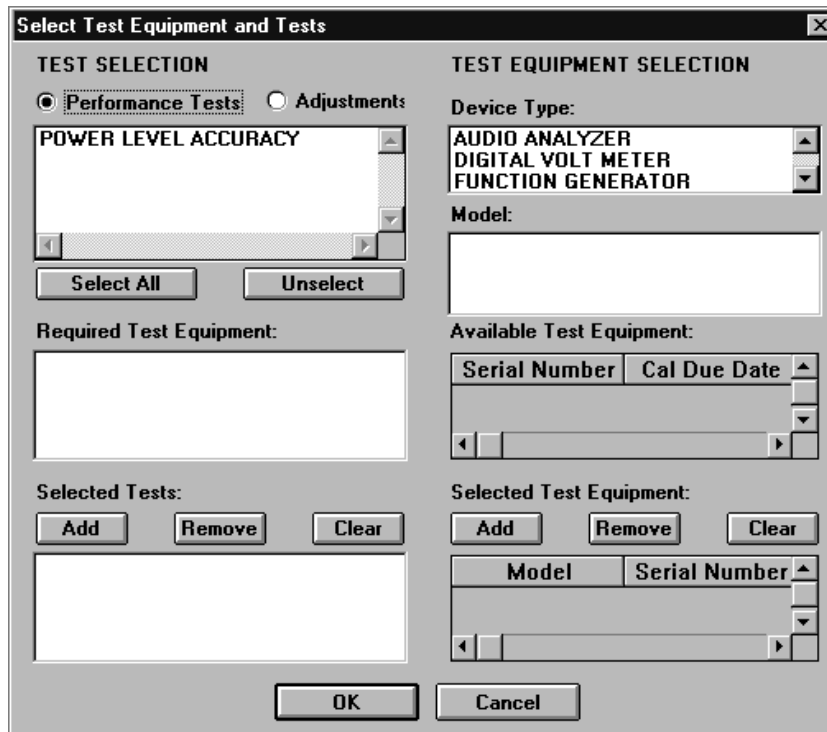 Select Test Equipment and Tests
TEST SELECTION
Performance Tests
Adjustments
POWER LEVEL ACCURACY
Select All
Unselect
Required Test Equipment:
Selected Tests:
Add
Remove
Clear
TEST EQUIPMENT SELECTION
Device Type:
AUDIO ANALYZER
DIGITAL VOLT METER
FUNCTION GENERATOR
Model:
Available Test Equipment:
Serial Number Cal Due Date
Selected Test Equipment:
Add
Remove
Clear
Model Serial Number
OK
Cancel